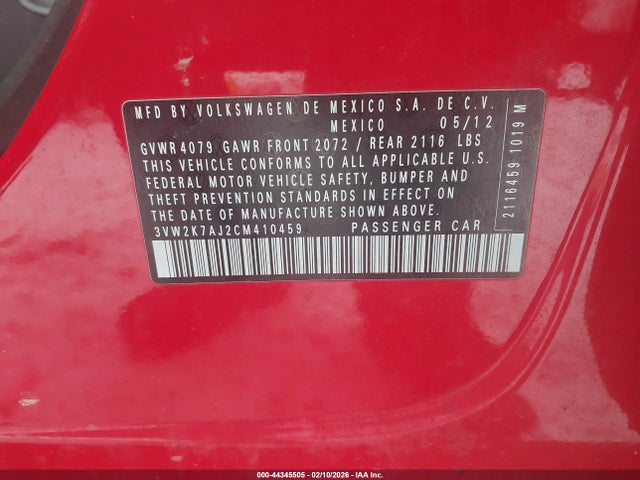 MFD BY VOLKSWAGEN DE MEXICO S.A. DE C.V.
MEXICO 05/12
GVWR 4079 GAWR FRONT 2072 / REAR 2116 LBS
THIS VEHICLE CONFORMS TO ALL APPLICABLE U.S.
FEDERAL MOTOR VEHICLE SAFETY, BUMPER AND
THEFT PREVENTION STANDARDS IN EFFECT ON
THE DATE OF MANUFACTURE SHOWN ABOVE.
3VW2K7AJ2CM410459 PASSENGER CAR
2116459 1019 M
000-44345505 - 02/10/2026 - IAA Inc.